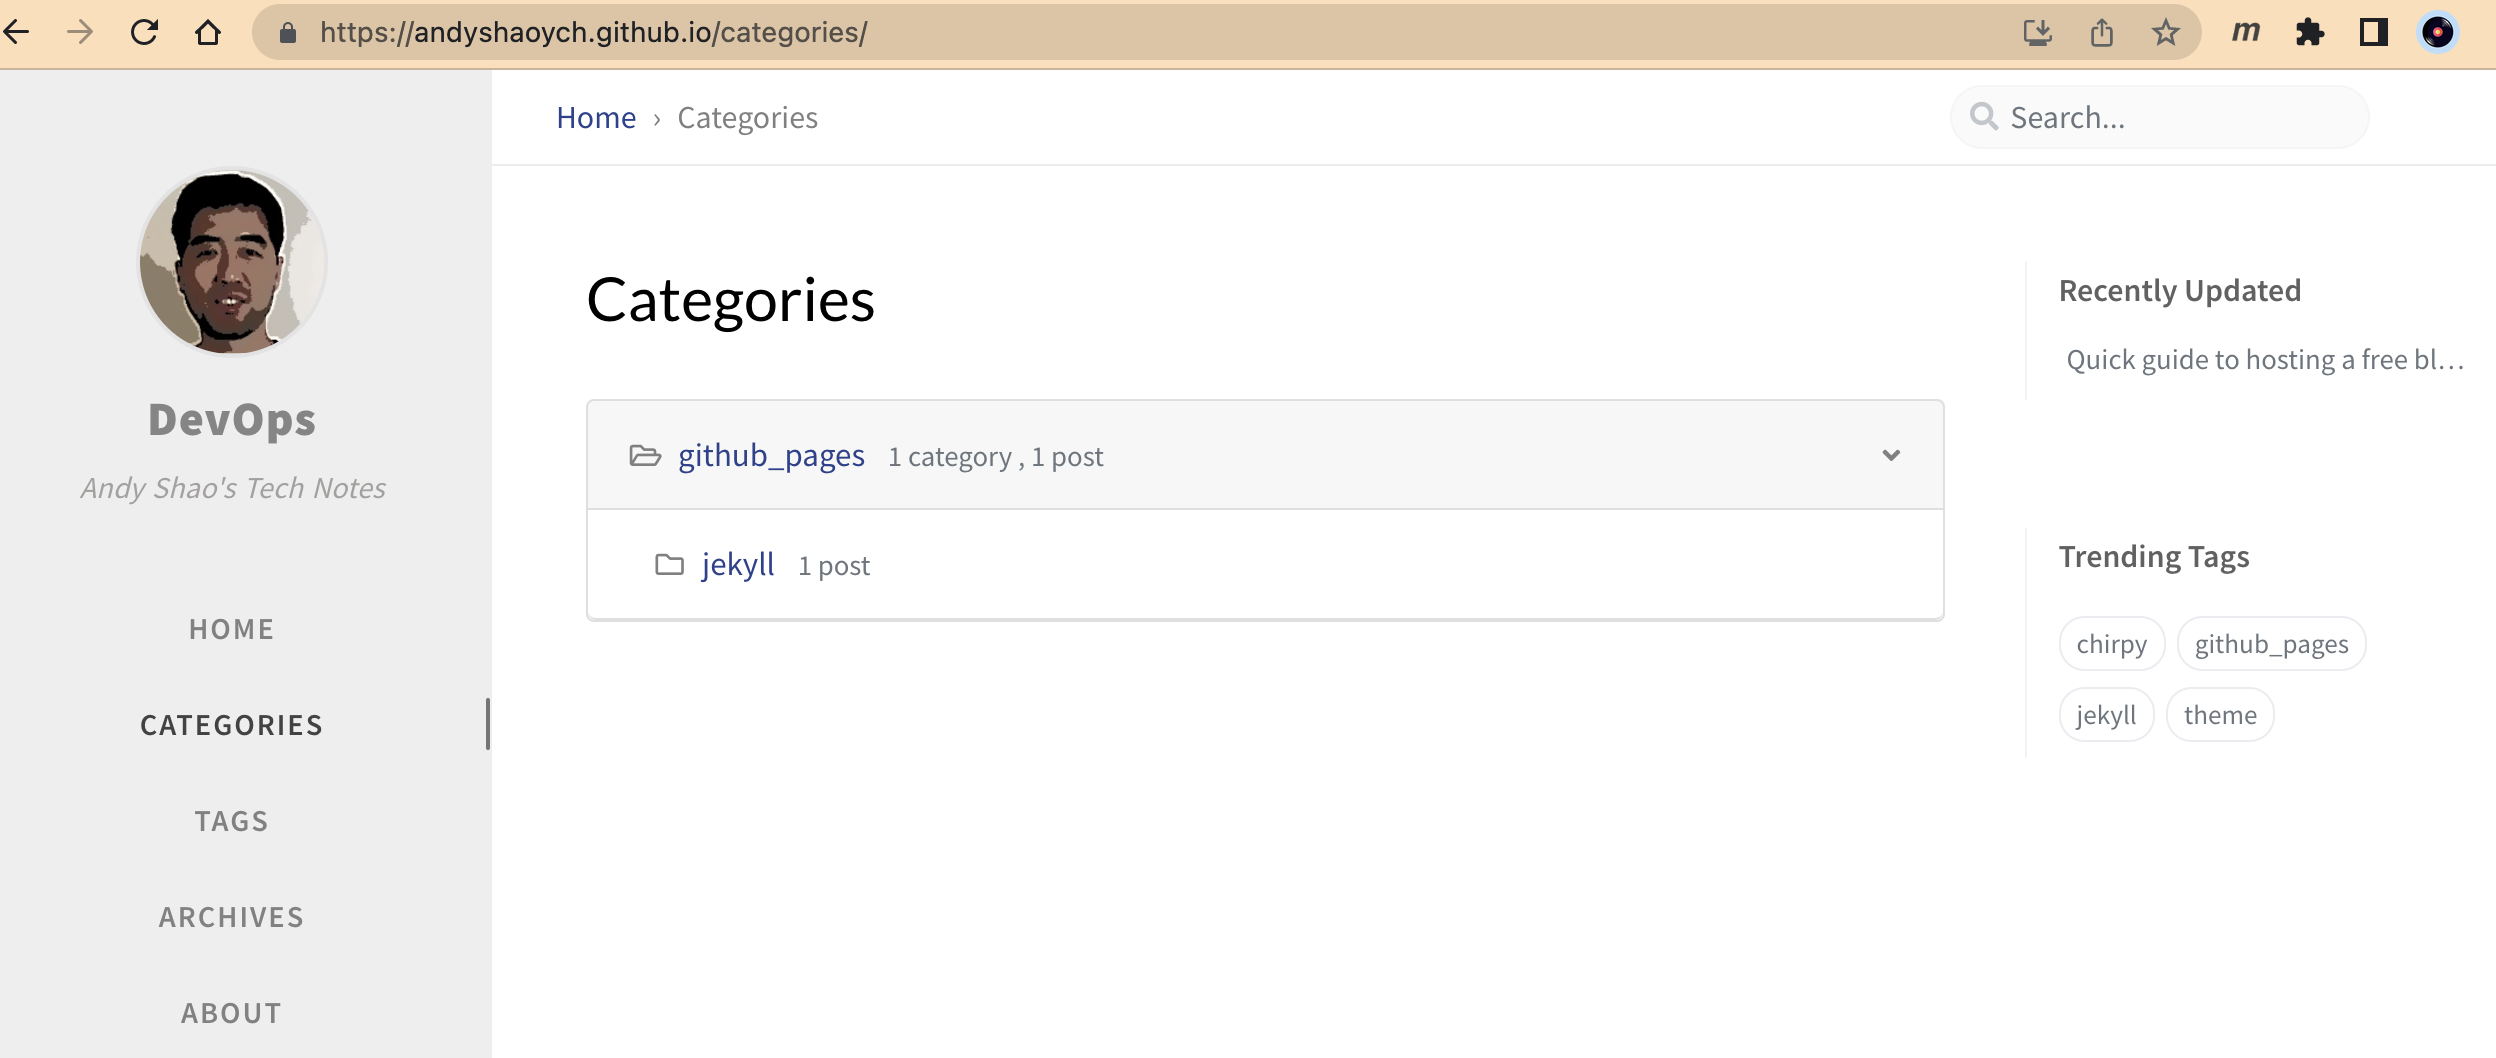 https://andyshaoych.github.io/categories/
m
Home › Categories
Search...
DevOps
Andy Shao's Tech Notes
HOME
CATEGORIES
TAGS
ARCHIVES
ABOUT
Categories
github_pages 1 category , 1 post
jekyll 1 post
Recently Updated
Quick guide to hosting a free bl...
Trending Tags
chirpy github_pages
jekyll theme